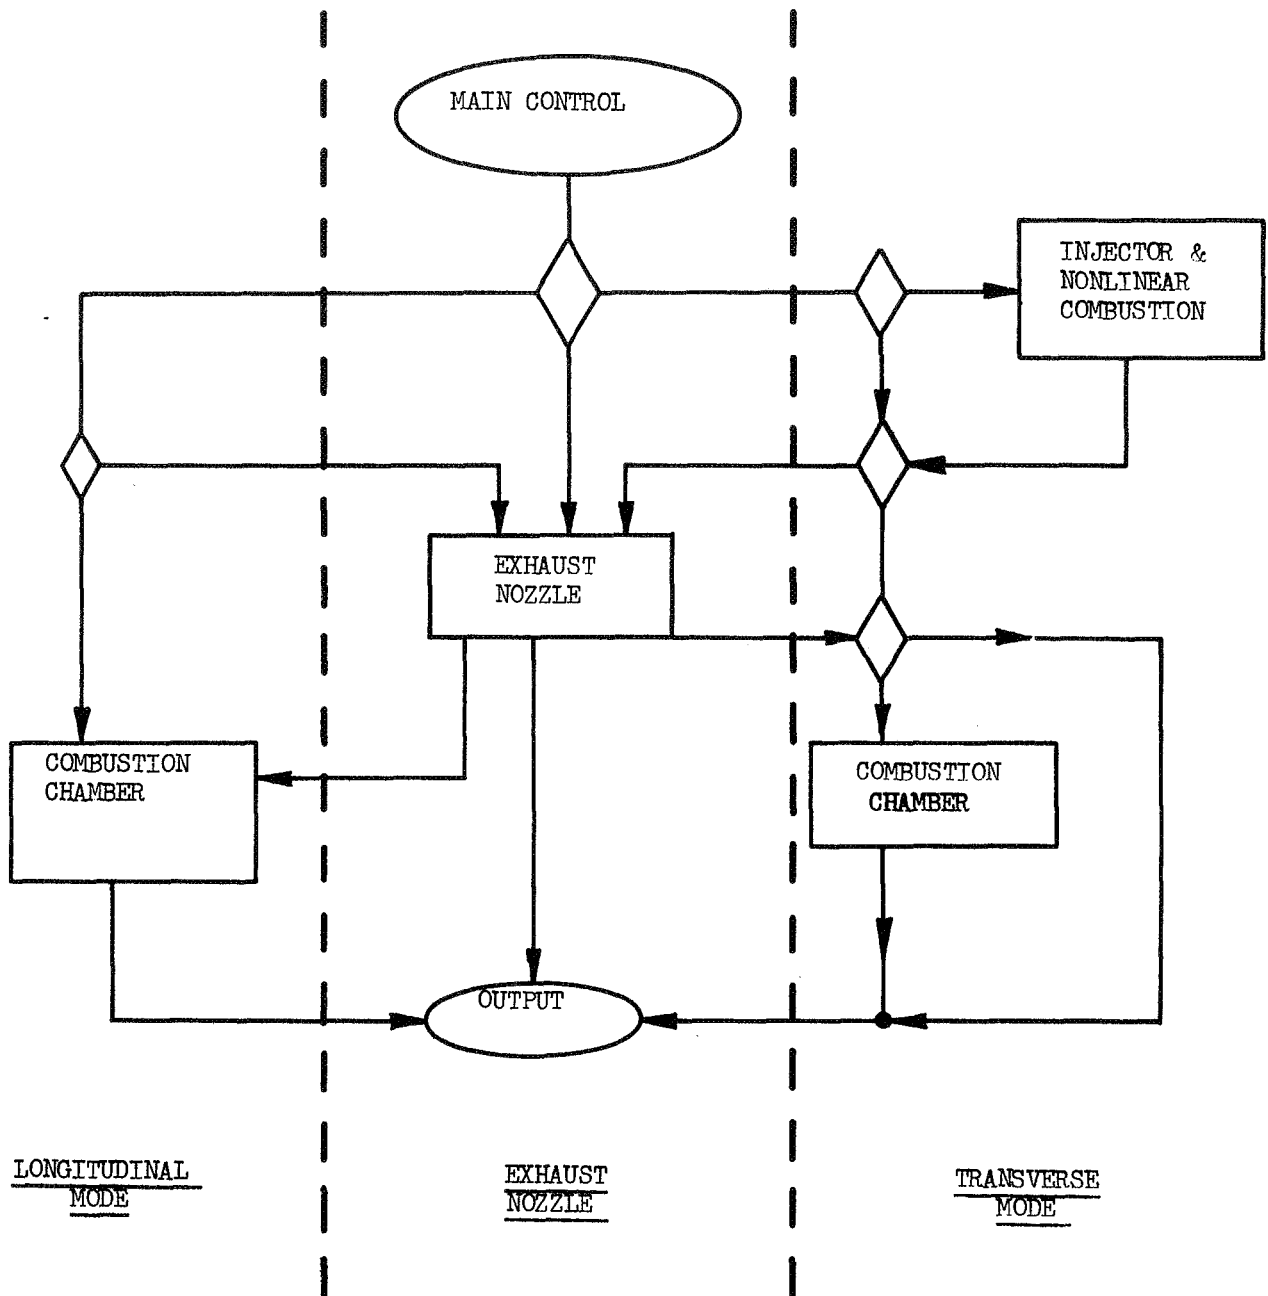 MAIN CONTROL
INJECTOR &
NONLINEAR
COMBUSTION
EXHAUST
NOZZLE
COMBUSTION
CHAMBER
COMBUSTION
CHAMBER
OUTPUT
LONGITUDINAL
MODE
EXHAUST
NOZZLE
TRANSVERSE
MODE